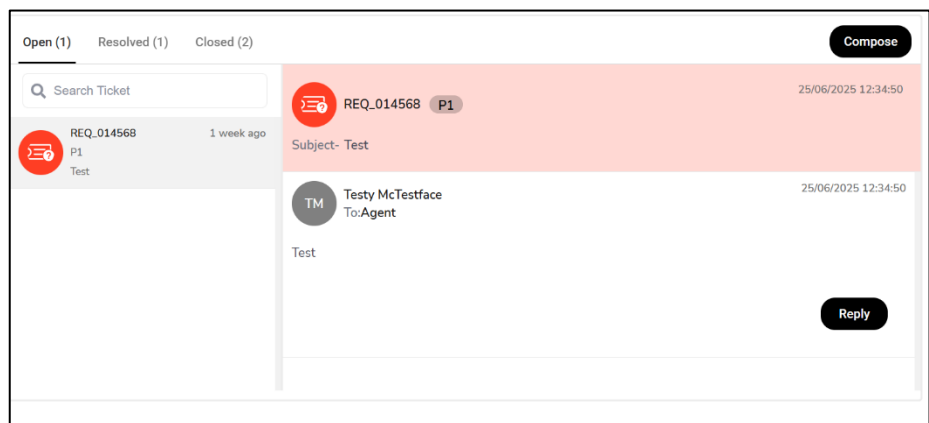 Open (1) Resolved (1) Closed (2) Compose
Search Ticket
REQ_014568 1 week ago
P1
Test
REQ_014568 P1 25/06/2025 12:34:50
Subject- Test
TM Testy McTestface 25/06/2025 12:34:50
To:Agent
Test
Reply